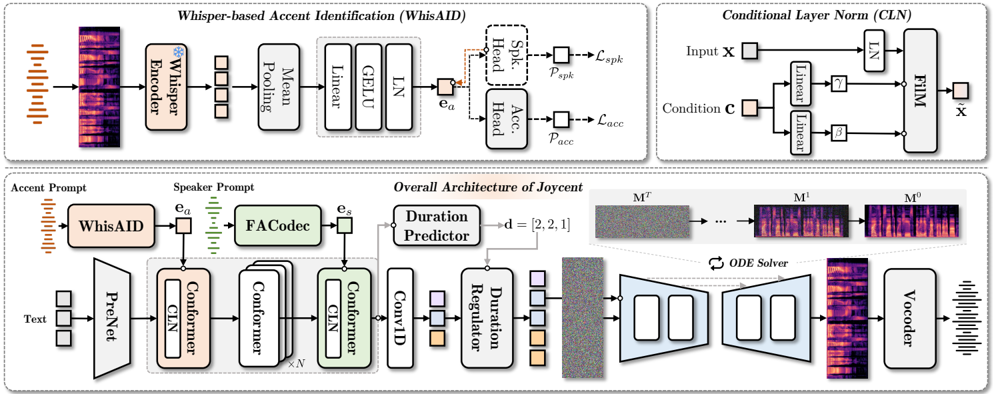 Whisper-based Accent Identification (WhisAID)
Whisper
Encoder
Mean
Pooling
Linear
GELU
LN
e_a
Spk.
Head
Acc.
Head
P_spk
P_acc
L_spk
L_acc
Conditional Layer Norm (CLN)
Input x
LN
Condition c
Linear
Linear
γ
β
FiLM
x̃
Overall Architecture of Joycent
Accent Prompt
WhisAID
e_a
Speaker Prompt
FACodec
e_s
Duration
Predictor
d = [2, 2, 1]
M^T
...
M^1
M^0
ODE Solver
Text
PreNet
Conformer
CLN
Conformer
×N
Conformer
CLN
Conv1D
Duration
Regulator
Vocoder